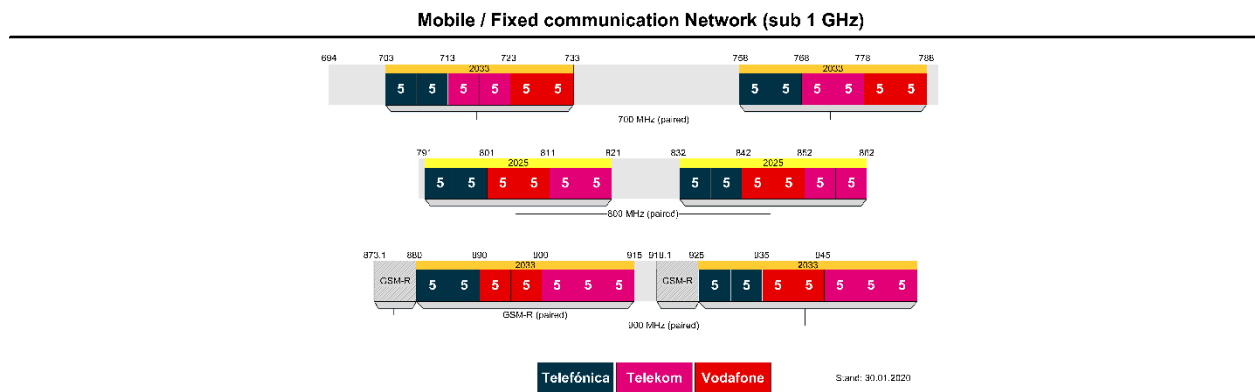 Mobile / Fixed communication Network (sub 1 GHz)
694 703 713 723 733 758 768 778 788
2033 2033
5 5 5 5 5 5 5 5 5 5 5 5
700 MHz (paired)
791 801 811 821 832 842 852 862
2025 2025
5 5 5 5 5 5 5 5 5 5 5 5
800 MHz (paired)
873.1 880 890 900 915 918.1 925 935 945
2033 2033
GSM-R 5 5 5 5 5 5 5 GSM-R 5 5 5 5 5 5 5
GSM-R (paired)
900 MHz (paired)
Telefónica Telekom Vodafone Stand: 30.01.2020